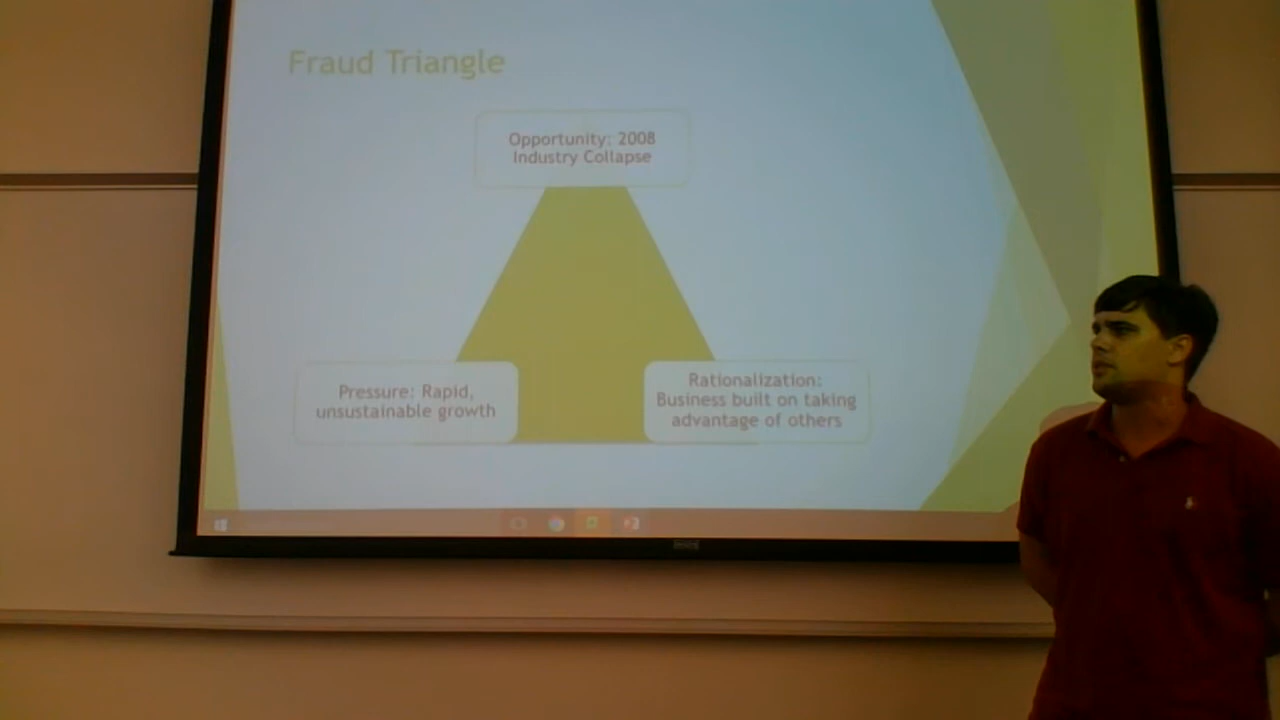 Fraud Triangle
Opportunity: 2008
Industry Collapse
Pressure: Rapid,
unsustainable growth
Rationalization:
Business built on taking
advantage of others